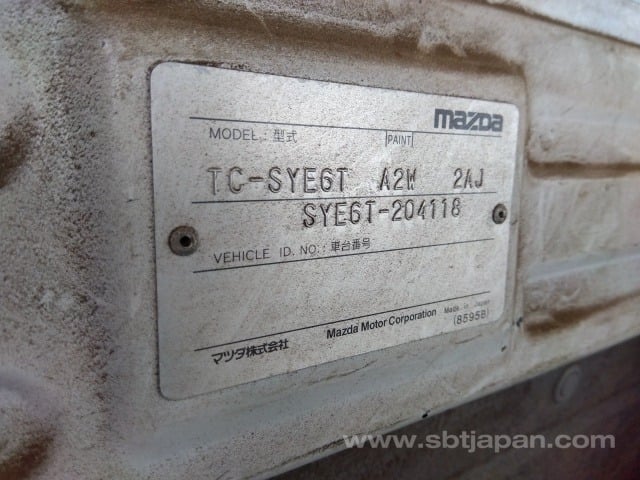 mazda
MODEL : 型式 PAINT
TC-SYE6T A2W 2AJ
SYE6T-204118
VEHICLE ID. NO. : 車台番号
マツダ株式会社 Mazda Motor Corporation Made in Japan
(8595B)
www.sbtjapan.com